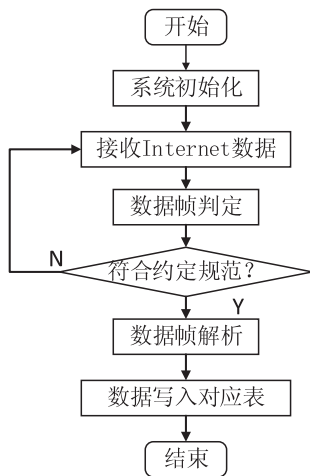 开始
系统初始化
接收Internet数据
数据帧判定
符合约定规范？
N
Y
数据帧解析
数据写入对应表
结束